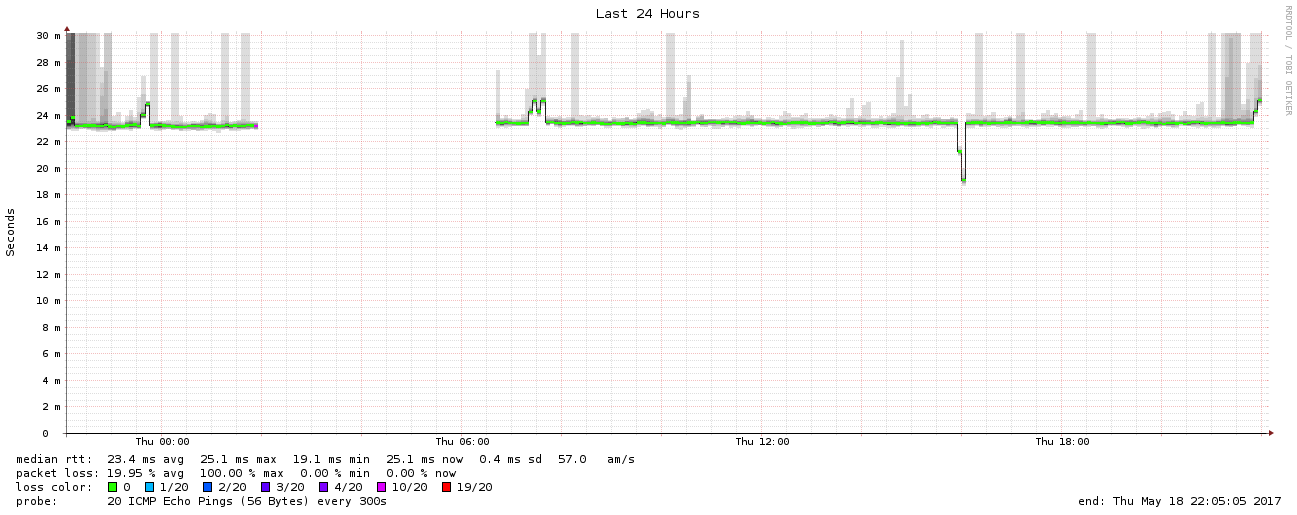 Last 24 Hours
RRDTOOL / TOBI OETIKER
Seconds
30 m
28 m
26 m
24 m
22 m
20 m
18 m
16 m
14 m
12 m
10 m
8 m
6 m
4 m
2 m
0
Thu 00:00 Thu 06:00 Thu 12:00 Thu 18:00
median rtt: 23.4 ms avg 25.1 ms max 19.1 ms min 25.1 ms now 0.4 ms sd 57.0 am/s
packet loss: 19.95 % avg 100.00 % max 0.00 % min 0.00 % now
loss color: 0 1/20 2/20 3/20 4/20 10/20 19/20
probe: 20 ICMP Echo Pings (56 Bytes) every 300s end: Thu May 18 22:05:05 2017